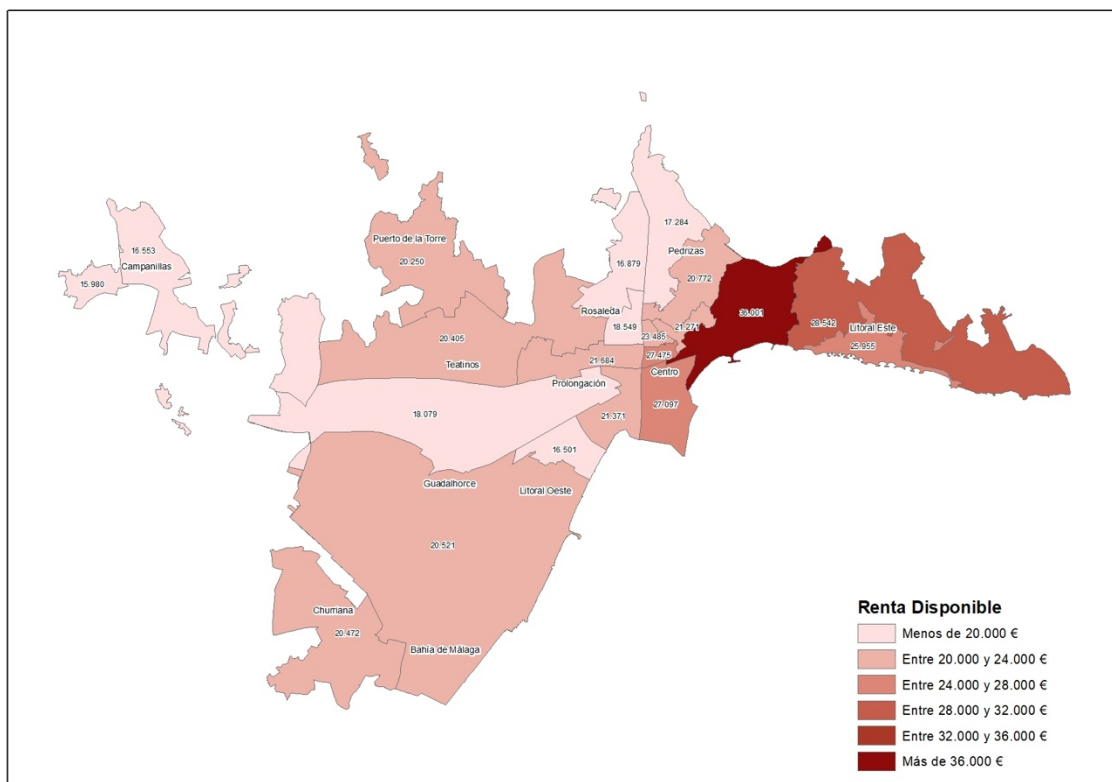 17.284
16.553
Puerto de la Torre
Pedrizas
20.250
16.879
Campanillas
20.772
15.980
Rosaleda
36.001
28.542
Litoral Este
18.549
21.271
23.485
20.405
25.955
27.475
21.684
Teatinos
Centro
Prolongación
27.097
18.079
21.371
16.501
Guadalhorce
Litoral Oeste
20.521
Churriana
20.472
Bahía de Málaga
Renta Disponible
Menos de 20.000 €
Entre 20.000 y 24.000 €
Entre 24.000 y 28.000 €
Entre 28.000 y 32.000 €
Entre 32.000 y 36.000 €
Más de 36.000 €